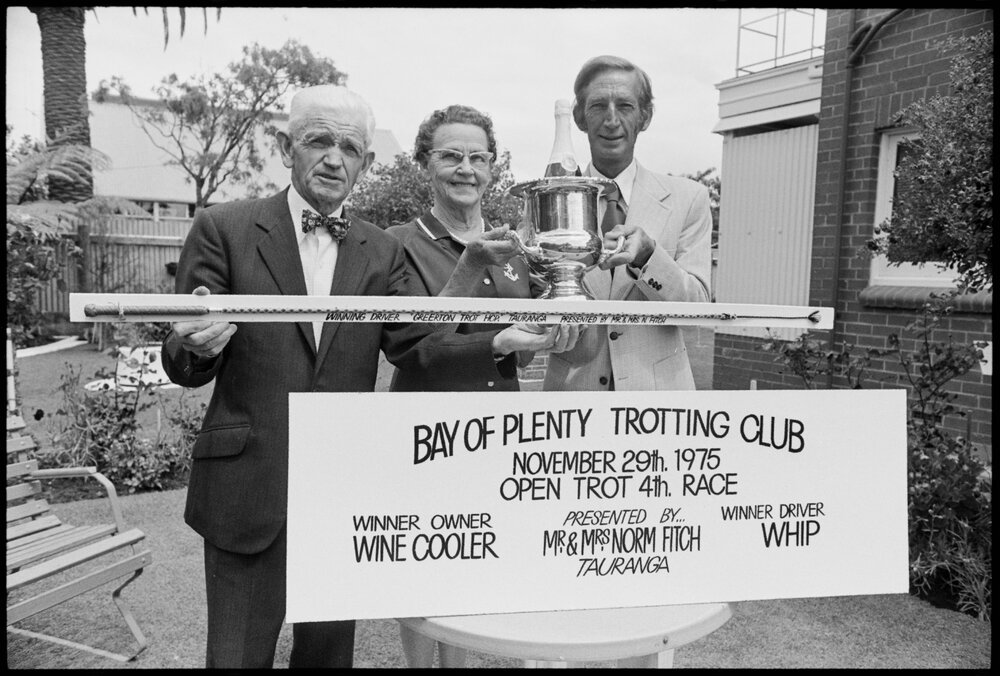 WINNING DRIVER "GREERTON TROT HCP." TAURANGA PRESENTED BY MR. & MRS. N. FITCH
BAY OF PLENTY TROTTING CLUB
NOVEMBER 29th. 1975
OPEN TROT 4th. RACE
WINNER OWNER
WINE COOLER
PRESENTED BY...
MR. & MRS NORM FITCH
TAURANGA
WINNER DRIVER
WHIP